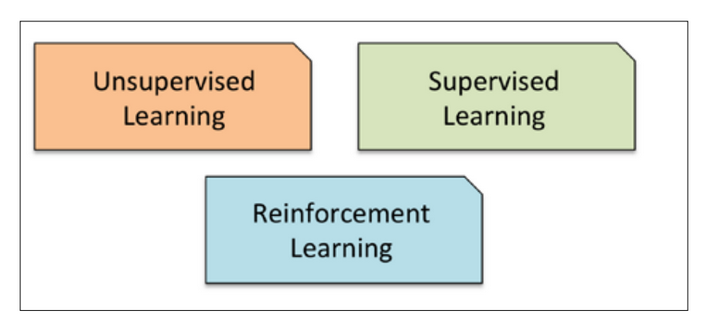 Unsupervised
Learning
Supervised
Learning
Reinforcement
Learning